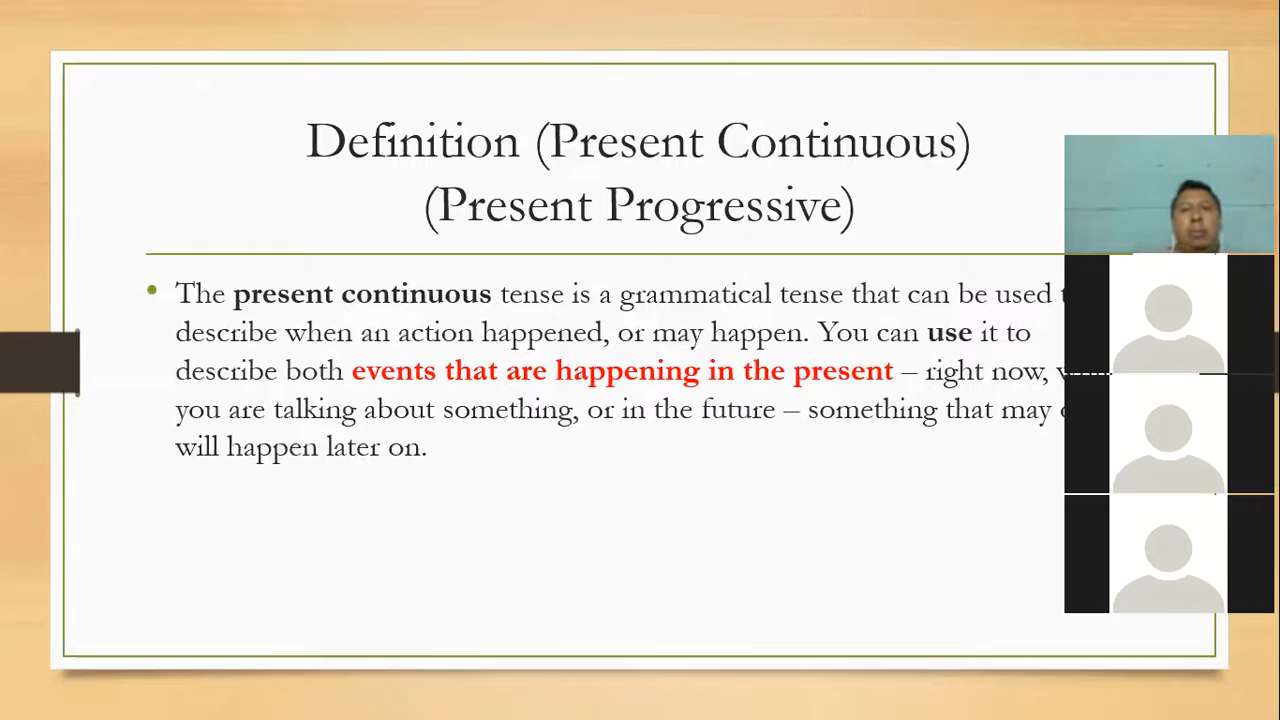 Definition (Present Continuous)
(Present Progressive)
• The present continuous tense is a grammatical tense that can be used
describe when an action happened, or may happen. You can use it to
describe both events that are happening in the present – right now,
you are talking about something, or in the future – something that may
will happen later on.